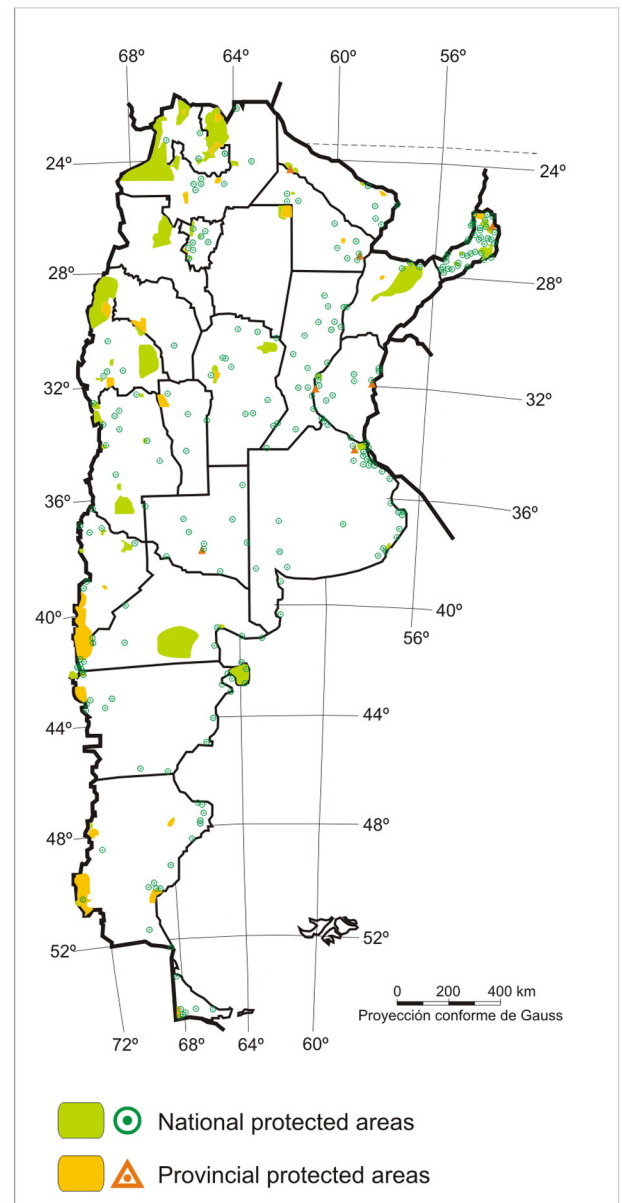 68º 64º 60º 56º
24º 24º
28º 28º
32º 32º
36º 36º
40º 40º
56º
44º 44º
48º 48º
52º 52º
0 200 400 km
Proyección conforme de Gauss
72º 68º 64º 60º
National protected areas
Provincial protected areas